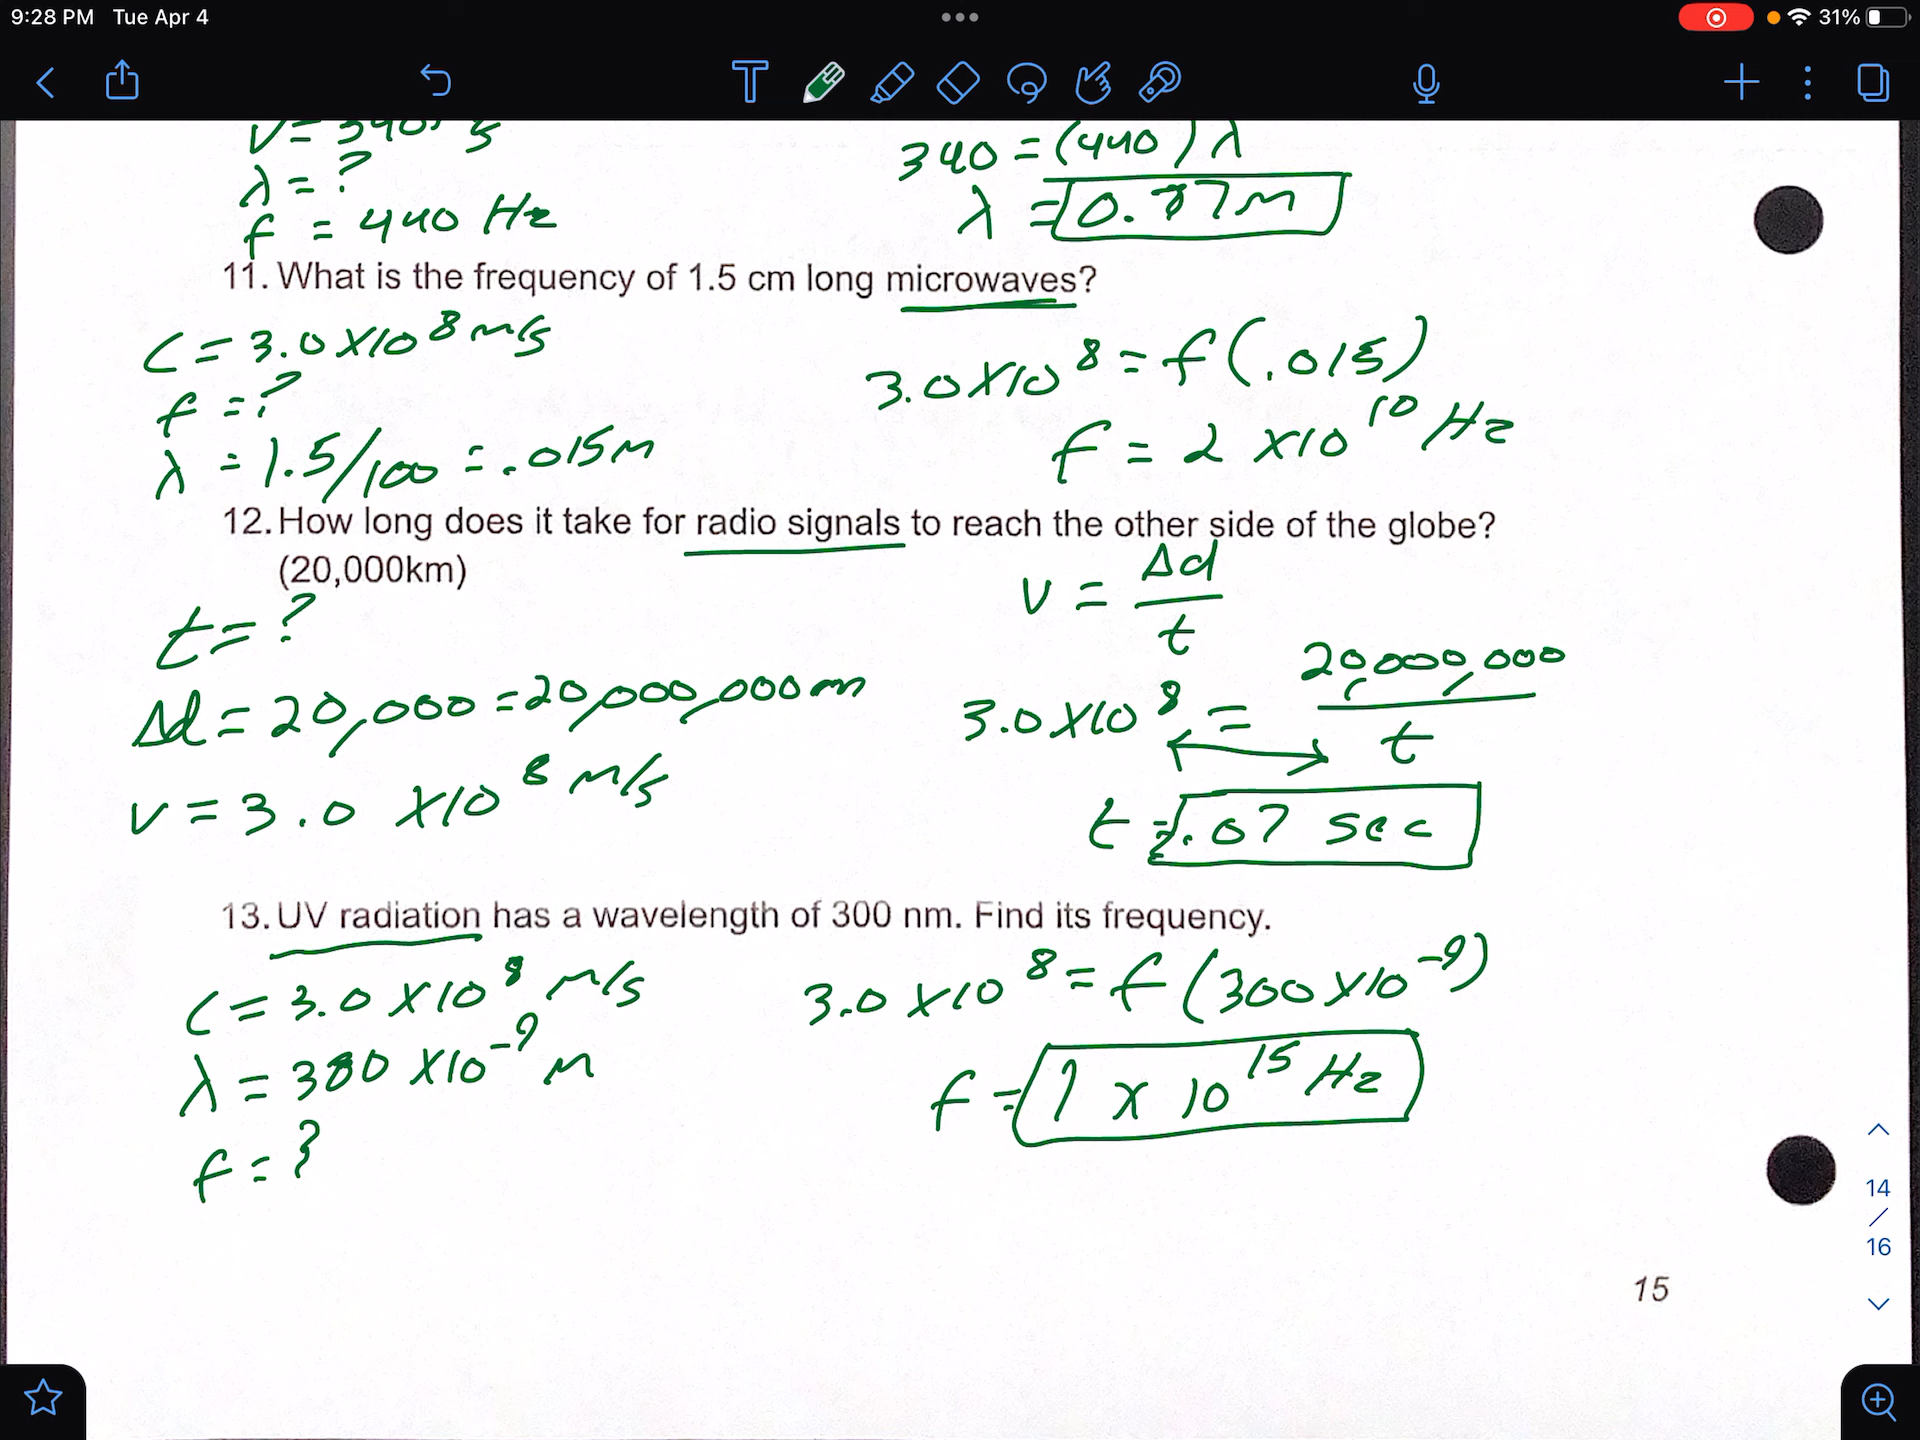 9:28 PM Tue Apr 4
31%
v = 340 m/s
λ = ?
f = 440 Hz
340 = (440) λ
λ = 0.77m
11. What is the frequency of 1.5 cm long microwaves?
c = 3.0 X10⁸ m/s
f = ?
λ = 1.5/100 = .015m
3.0X10⁸ = f(.015)
f = 2 x10¹⁰ Hz
12. How long does it take for radio signals to reach the other side of the globe?
(20,000km)
t = ?
Δd = 20,000 = 20,000,000m
v = 3.0 X10⁸ m/s
v = Δd/t
3.0X10⁸ = 20,000,000/t
t = .07 sec
13. UV radiation has a wavelength of 300 nm. Find its frequency.
c = 3.0 X10⁸ m/s
λ = 300 X10⁻⁹ m
f = ?
3.0 X10⁸ = f(300X10⁻⁹)
f = 1 x 10¹⁵ Hz
14
/
16
15